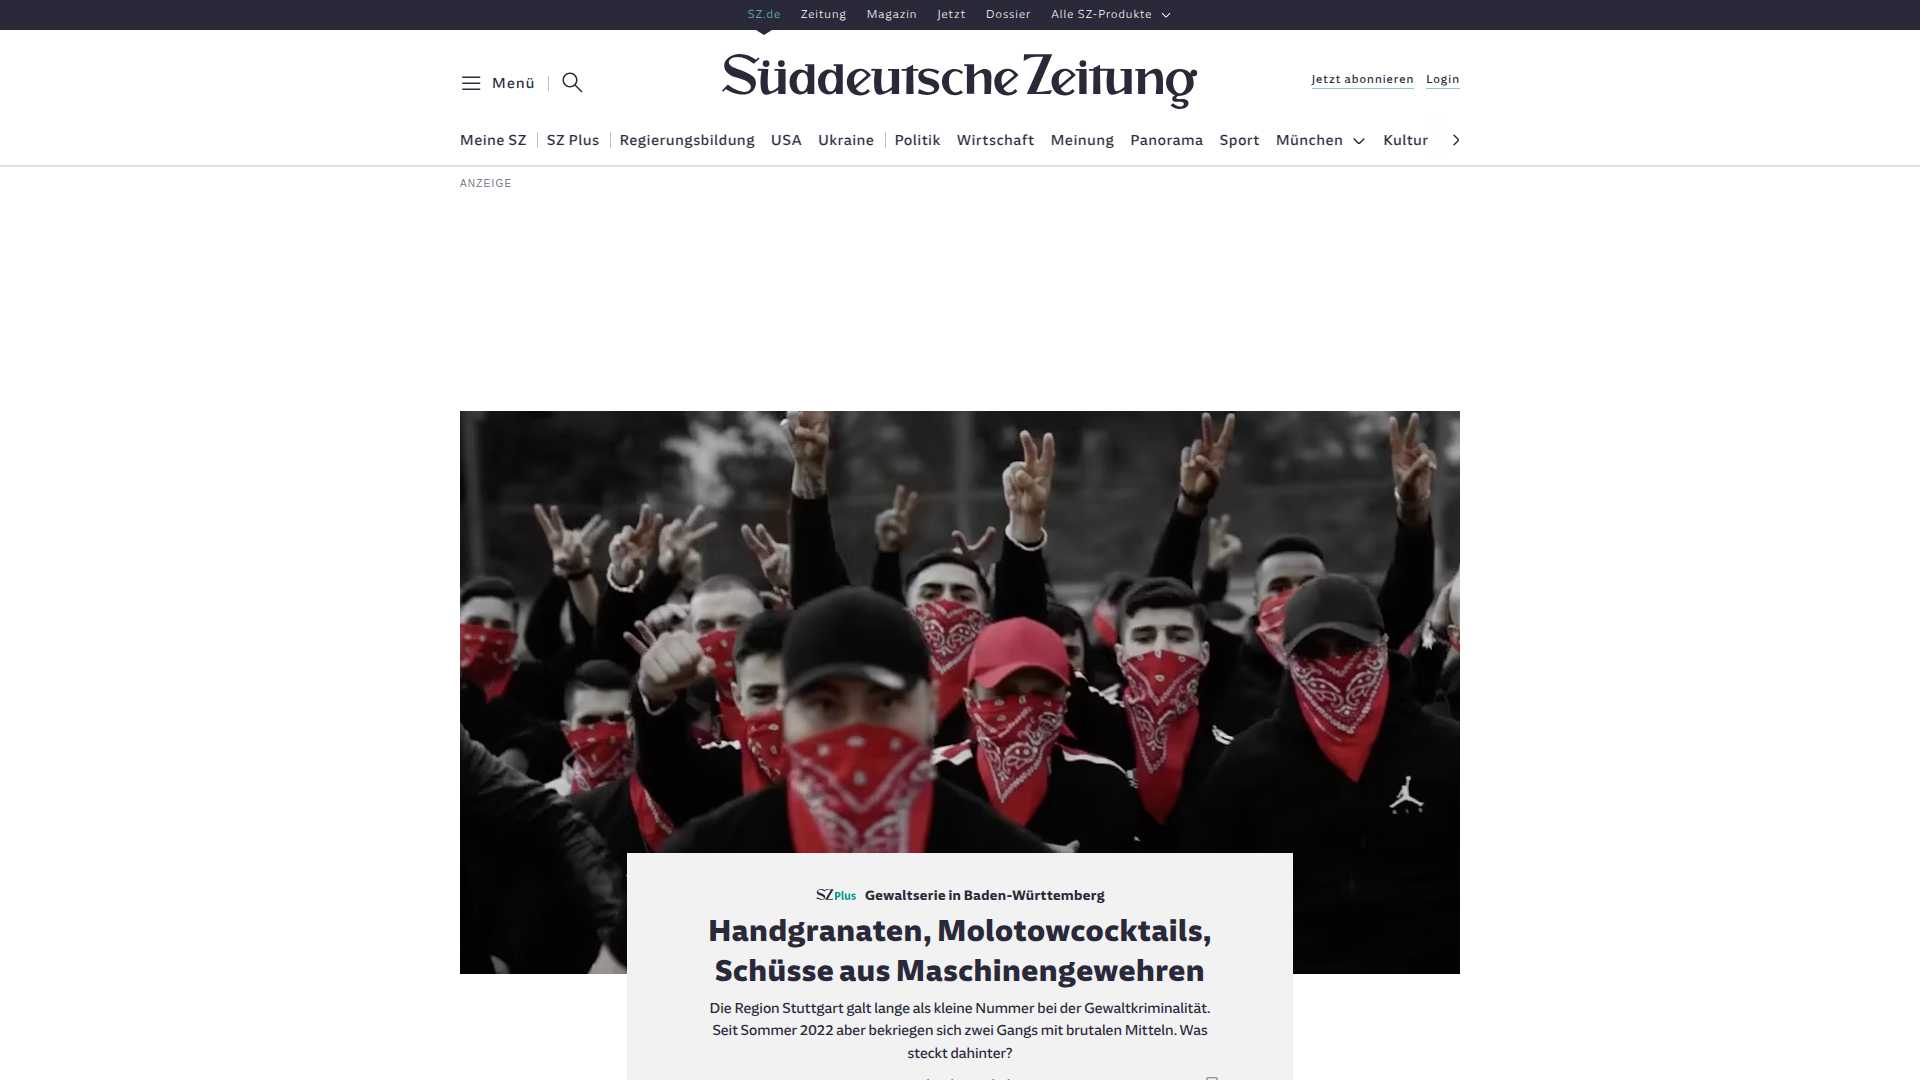 SZ.de Zeitung Magazin Jetzt Dossier Alle SZ-Produkte
Menü
Süddeutsche Zeitung
Jetzt abonnieren Login
Meine SZ SZ Plus Regierungsbildung USA Ukraine Politik Wirtschaft Meinung Panorama Sport München Kultur
ANZEIGE
SZ Plus Gewaltserie in Baden-Württemberg
Handgranaten, Molotowcocktails,
Schüsse aus Maschinengewehren
Die Region Stuttgart galt lange als kleine Nummer bei der Gewaltkriminalität.
Seit Sommer 2022 aber bekriegen sich zwei Gangs mit brutalen Mitteln. Was
steckt dahinter?